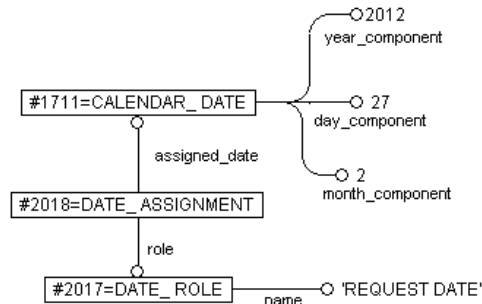 2012
year_component
#1711=CALENDAR_DATE
27
day_component
assigned_date
2
month_component
#2018=DATE_ASSIGNMENT
role
#2017=DATE_ROLE
'REQUEST DATE'
name